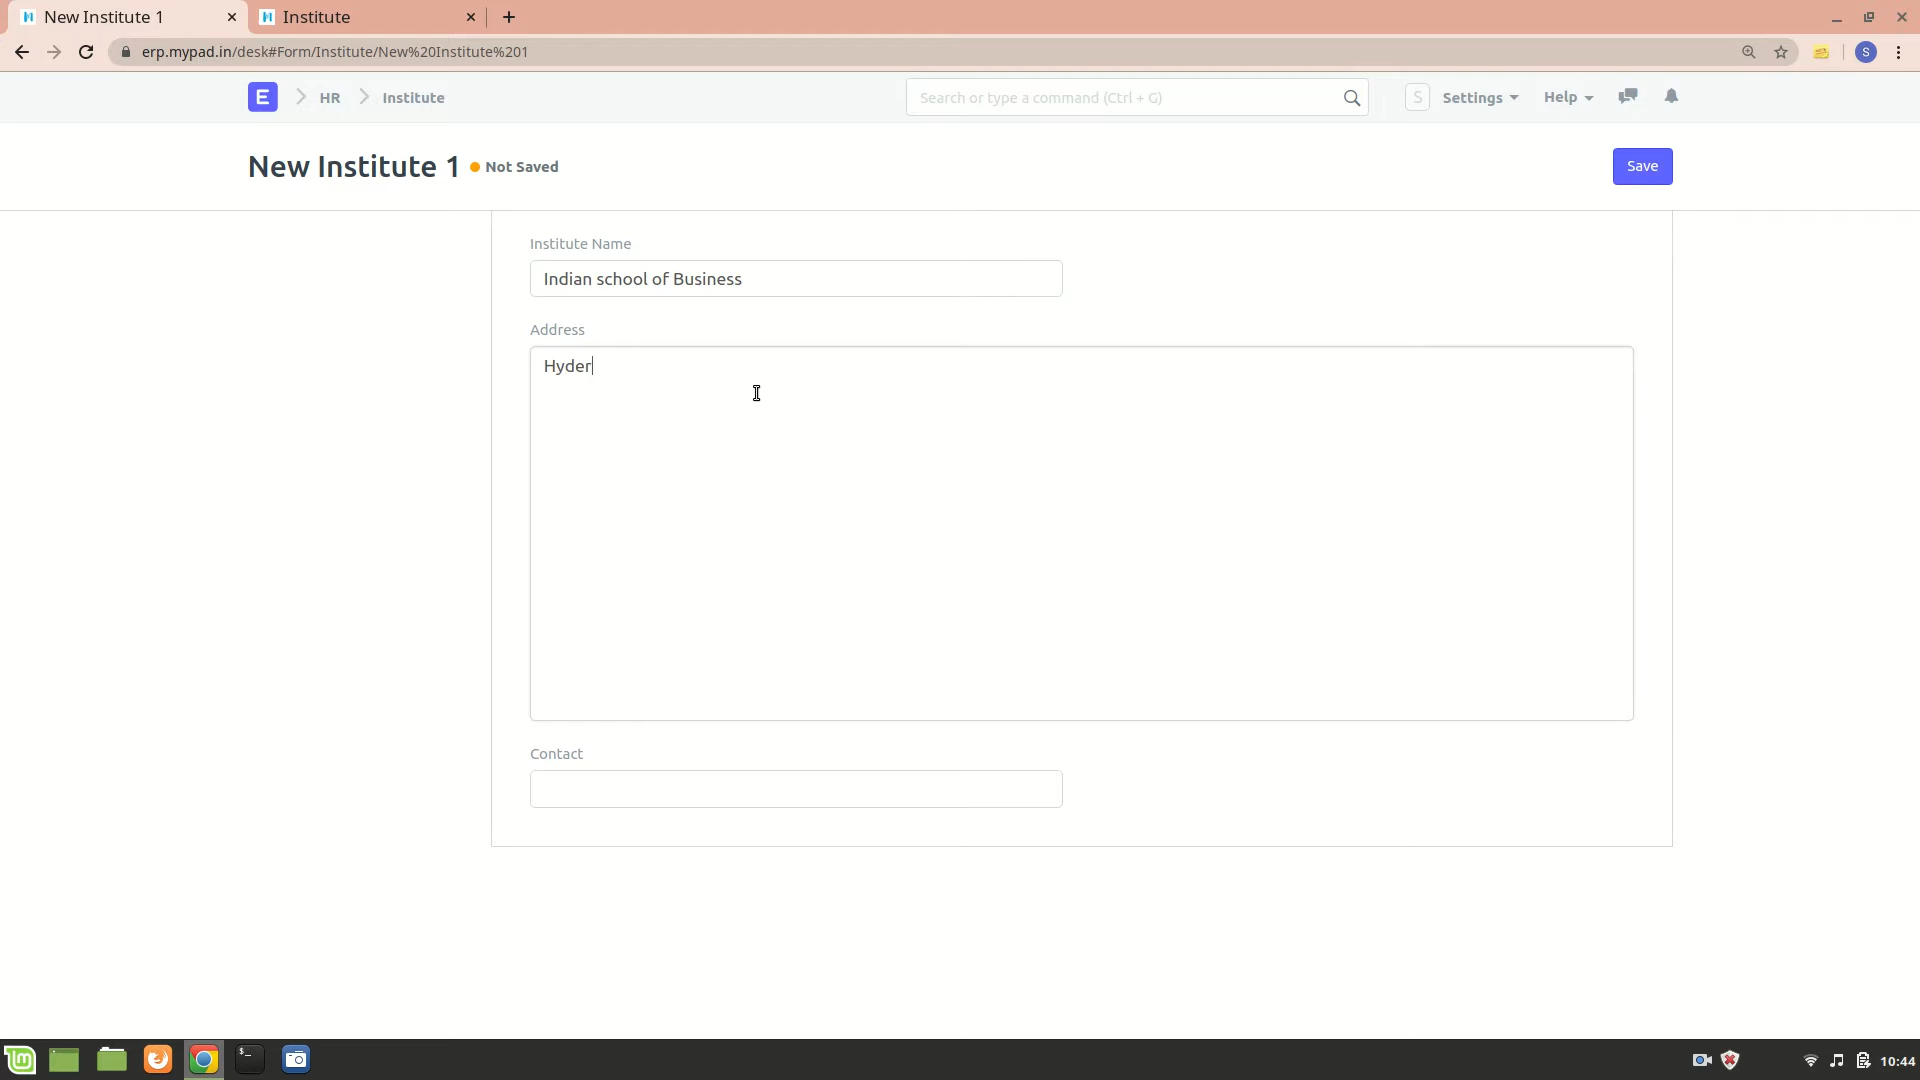 New Institute 1
Institute
erp.mypad.in/desk#Form/Institute/New%20Institute%201
S
E
HR
Institute
Search or type a command (Ctrl + G)
S
Settings
Help
New Institute 1
Not Saved
Save
Institute Name
Indian school of Business
Address
Hyder
Contact
10:44